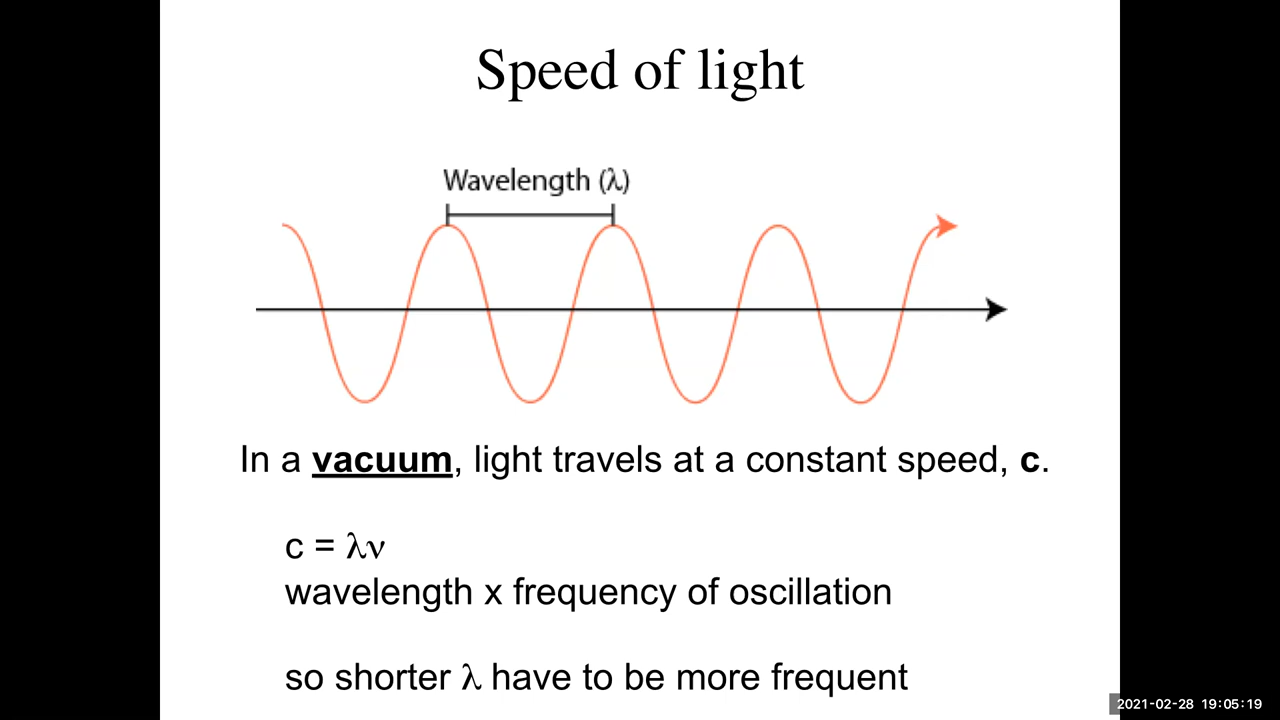 Speed of light
Wavelength (λ)
In a vacuum, light travels at a constant speed, c.
c = λν
wavelength x frequency of oscillation
so shorter λ have to be more frequent
2021-02-28 19:05:19